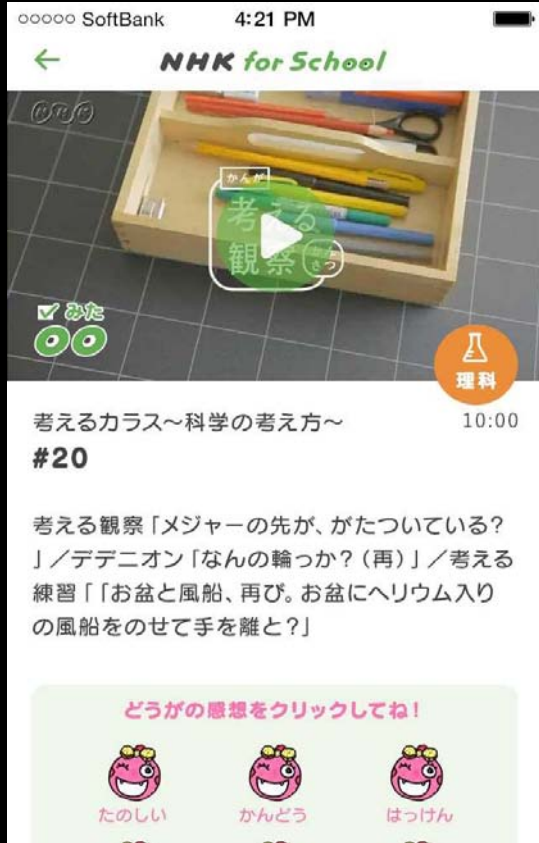 SoftBank 4:21 PM
NHK for School
NHK
かんが
考える
観察
かん
さつ
みた
理科
考えるカラス〜科学の考え方〜 10:00
#20
考える観察「メジャーの先が、がたついている?
」/デデニオン「なんの輪っか?(再)」/考える
練習「「お盆と風船、再び。お盆にヘリウム入り
の風船をのせて手を離と?」
どうがの感想をクリックしてね!
たのしい かんどう はっけん